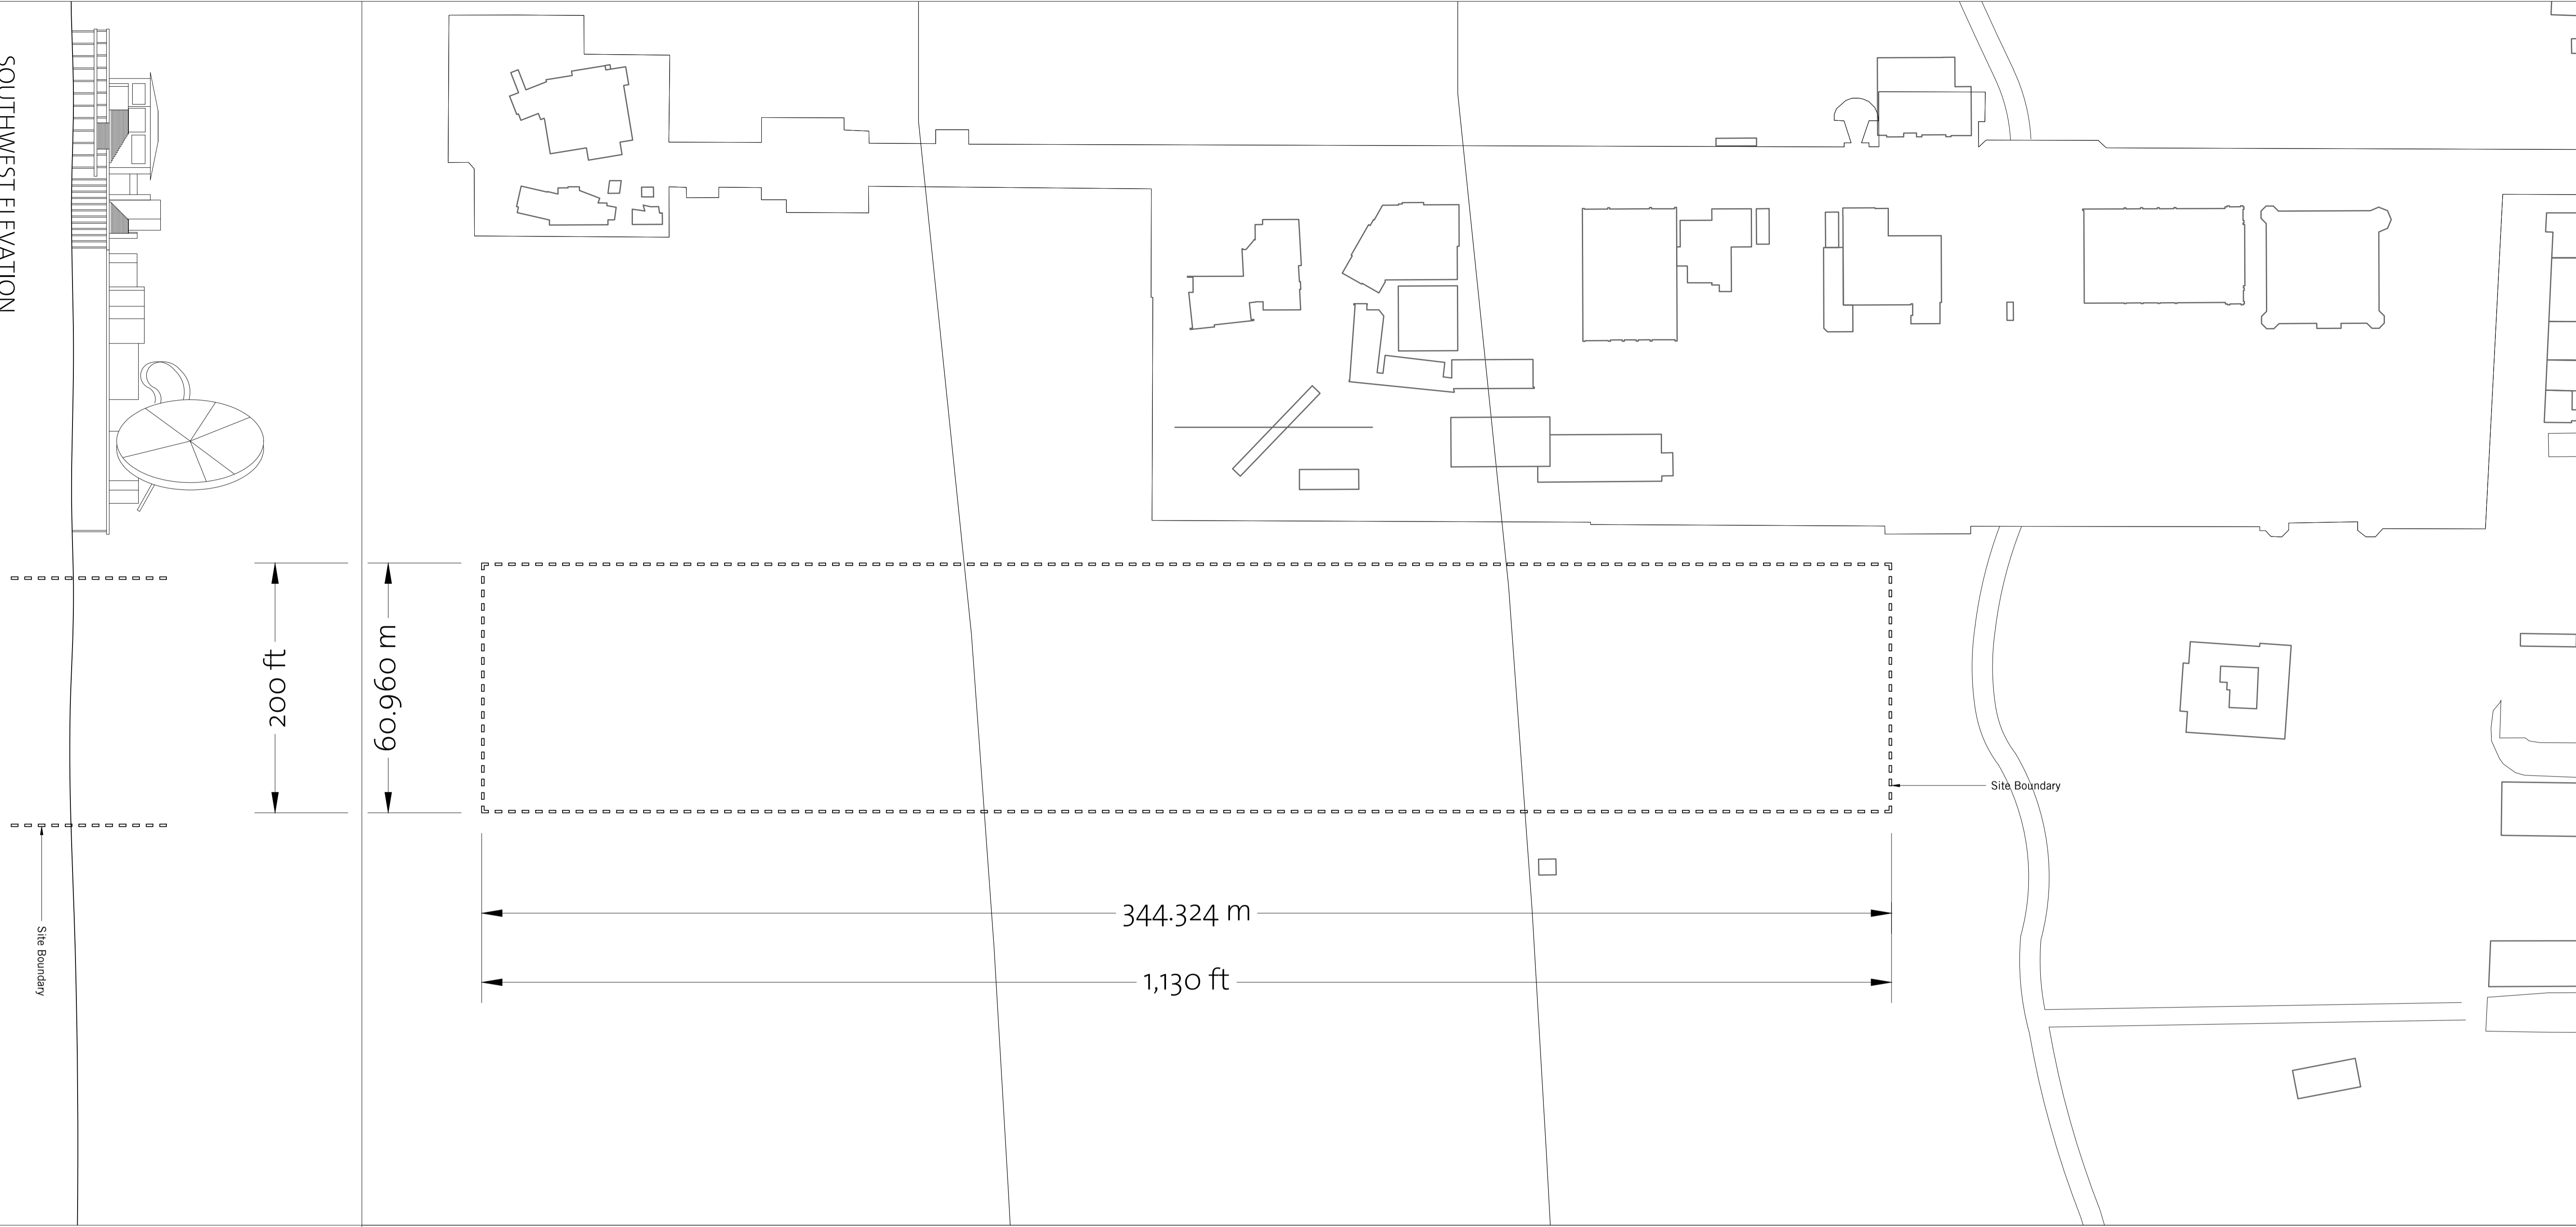 SOUTHWEST ELEVATION
200 ft
60.960 m
Site Boundary
Site Boundary
344.324 m
1,130 ft